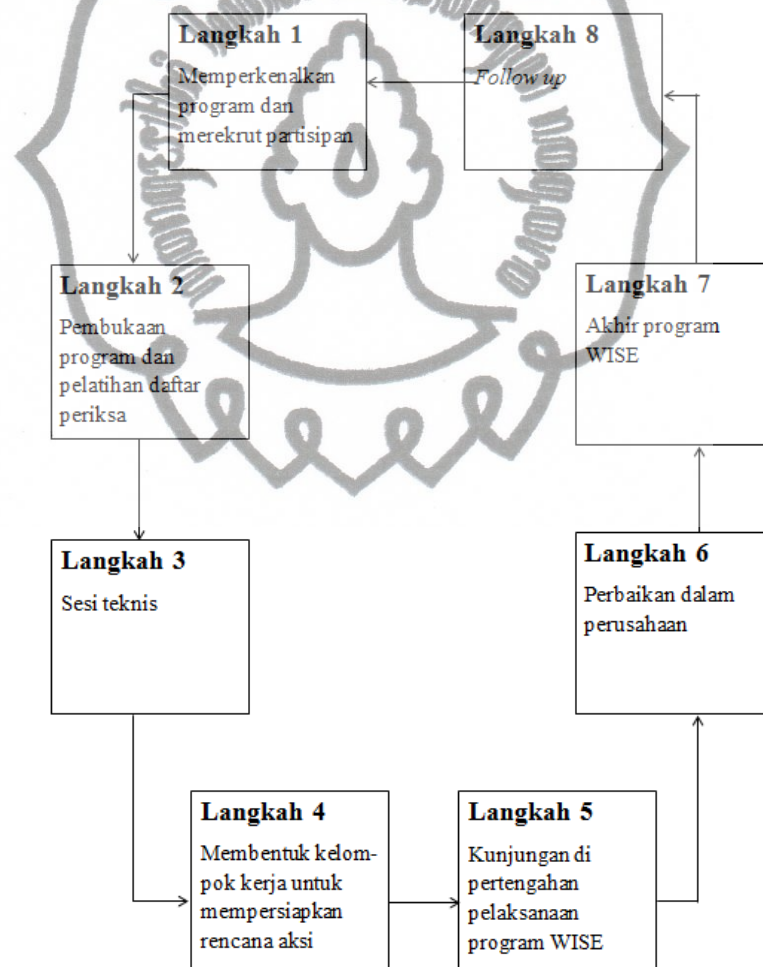 Langkah 1
Memperkenalkan
program dan
merekrut partisipan
Langkah 8
Follow up
Langkah 2
Pembukaan
program dan
pelatihan daftar
periksa
Langkah 7
Akhir program
WISE
Langkah 3
Sesi teknis
Langkah 6
Perbaikan dalam
perusahaan
Langkah 4
Membentuk kelom-
pok kerja untuk
mempersiapkan
rencana aksi
Langkah 5
Kunjungan di
pertengahan
pelaksanaan
program WISE